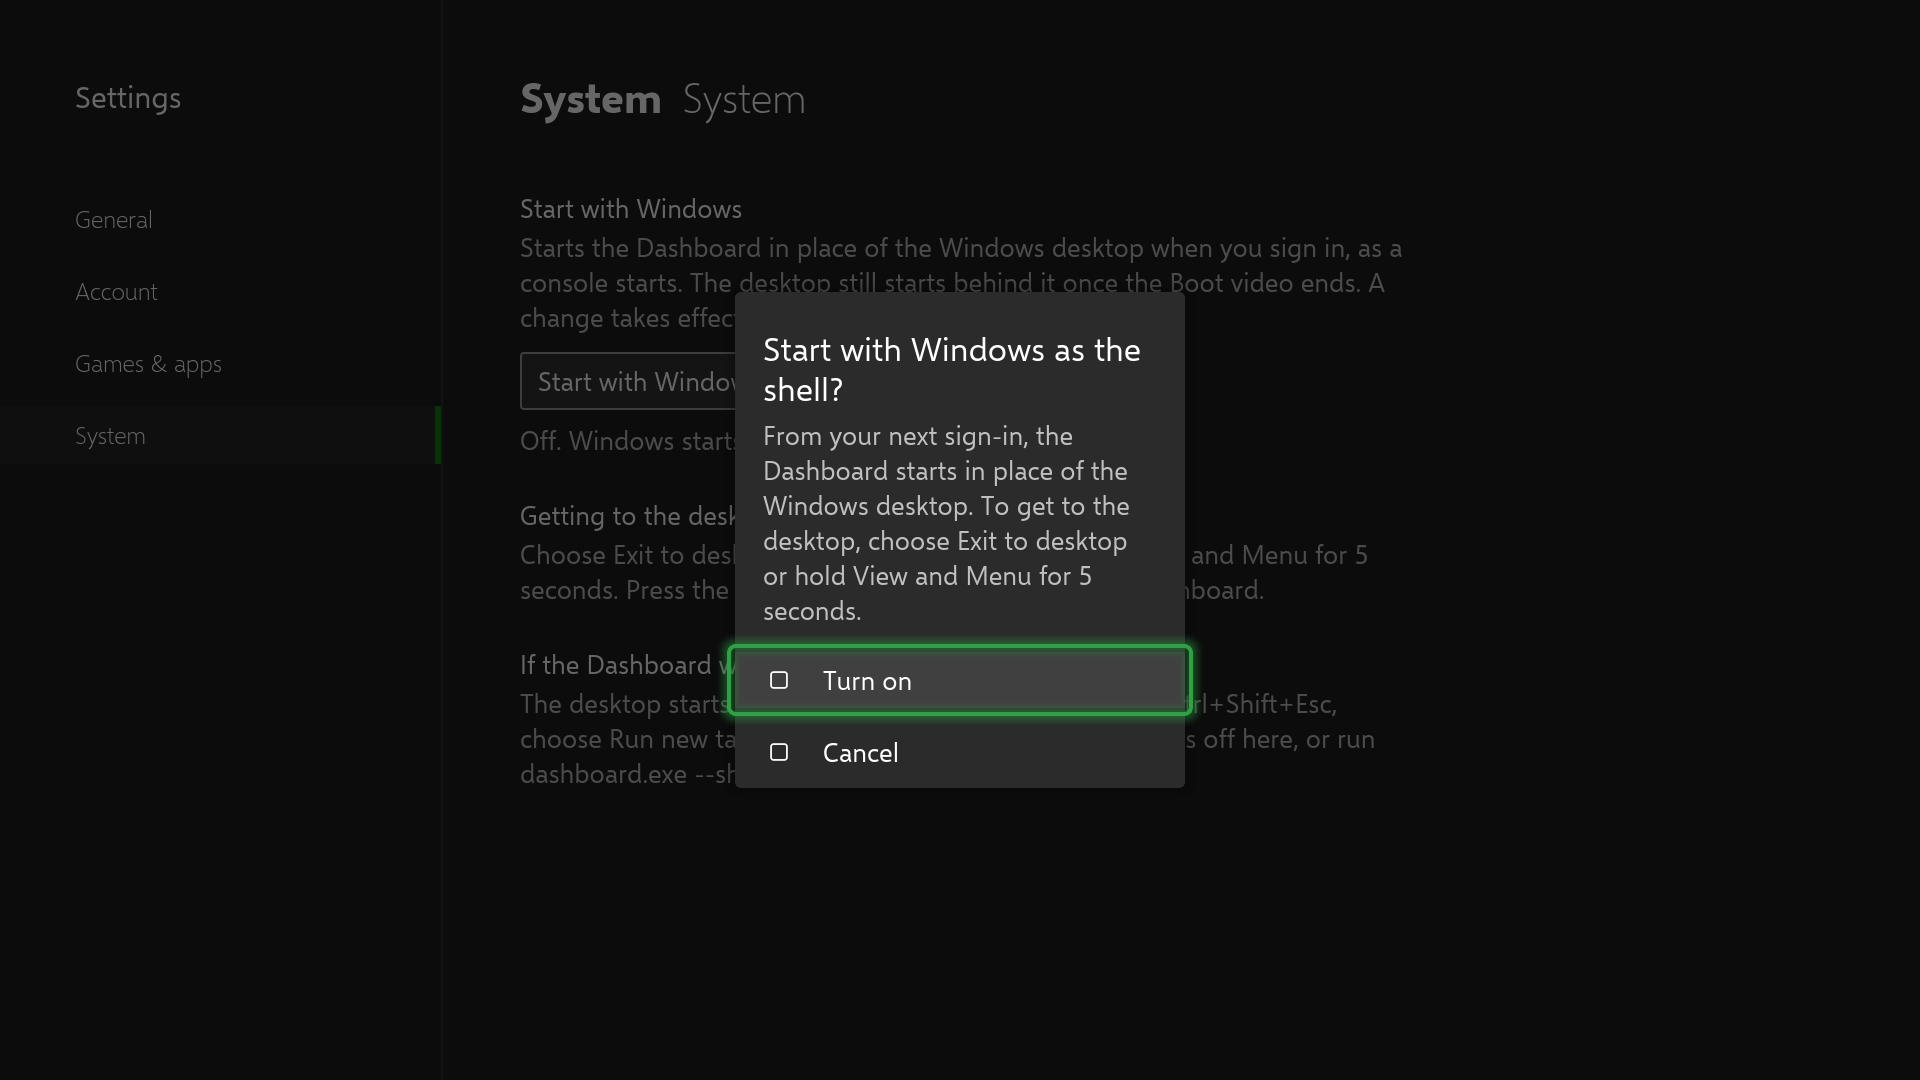 Settings
General
Account
Games & apps
System
System System
Start with Windows
Starts the Dashboard in place of the Windows desktop when you sign in, as a
console starts. The desktop still starts behind it once the Boot video ends. A
change takes effec
Start with Window
Off. Windows starts
Getting to the desk
Choose Exit to desk and Menu for 5
seconds. Press the board.
If the Dashboard w
The desktop starts trl+Shift+Esc,
choose Run new ta s off here, or run
dashboard.exe --sh
Start with Windows as the
shell?
From your next sign-in, the
Dashboard starts in place of the
Windows desktop. To get to the
desktop, choose Exit to desktop
or hold View and Menu for 5
seconds.
Turn on
Cancel